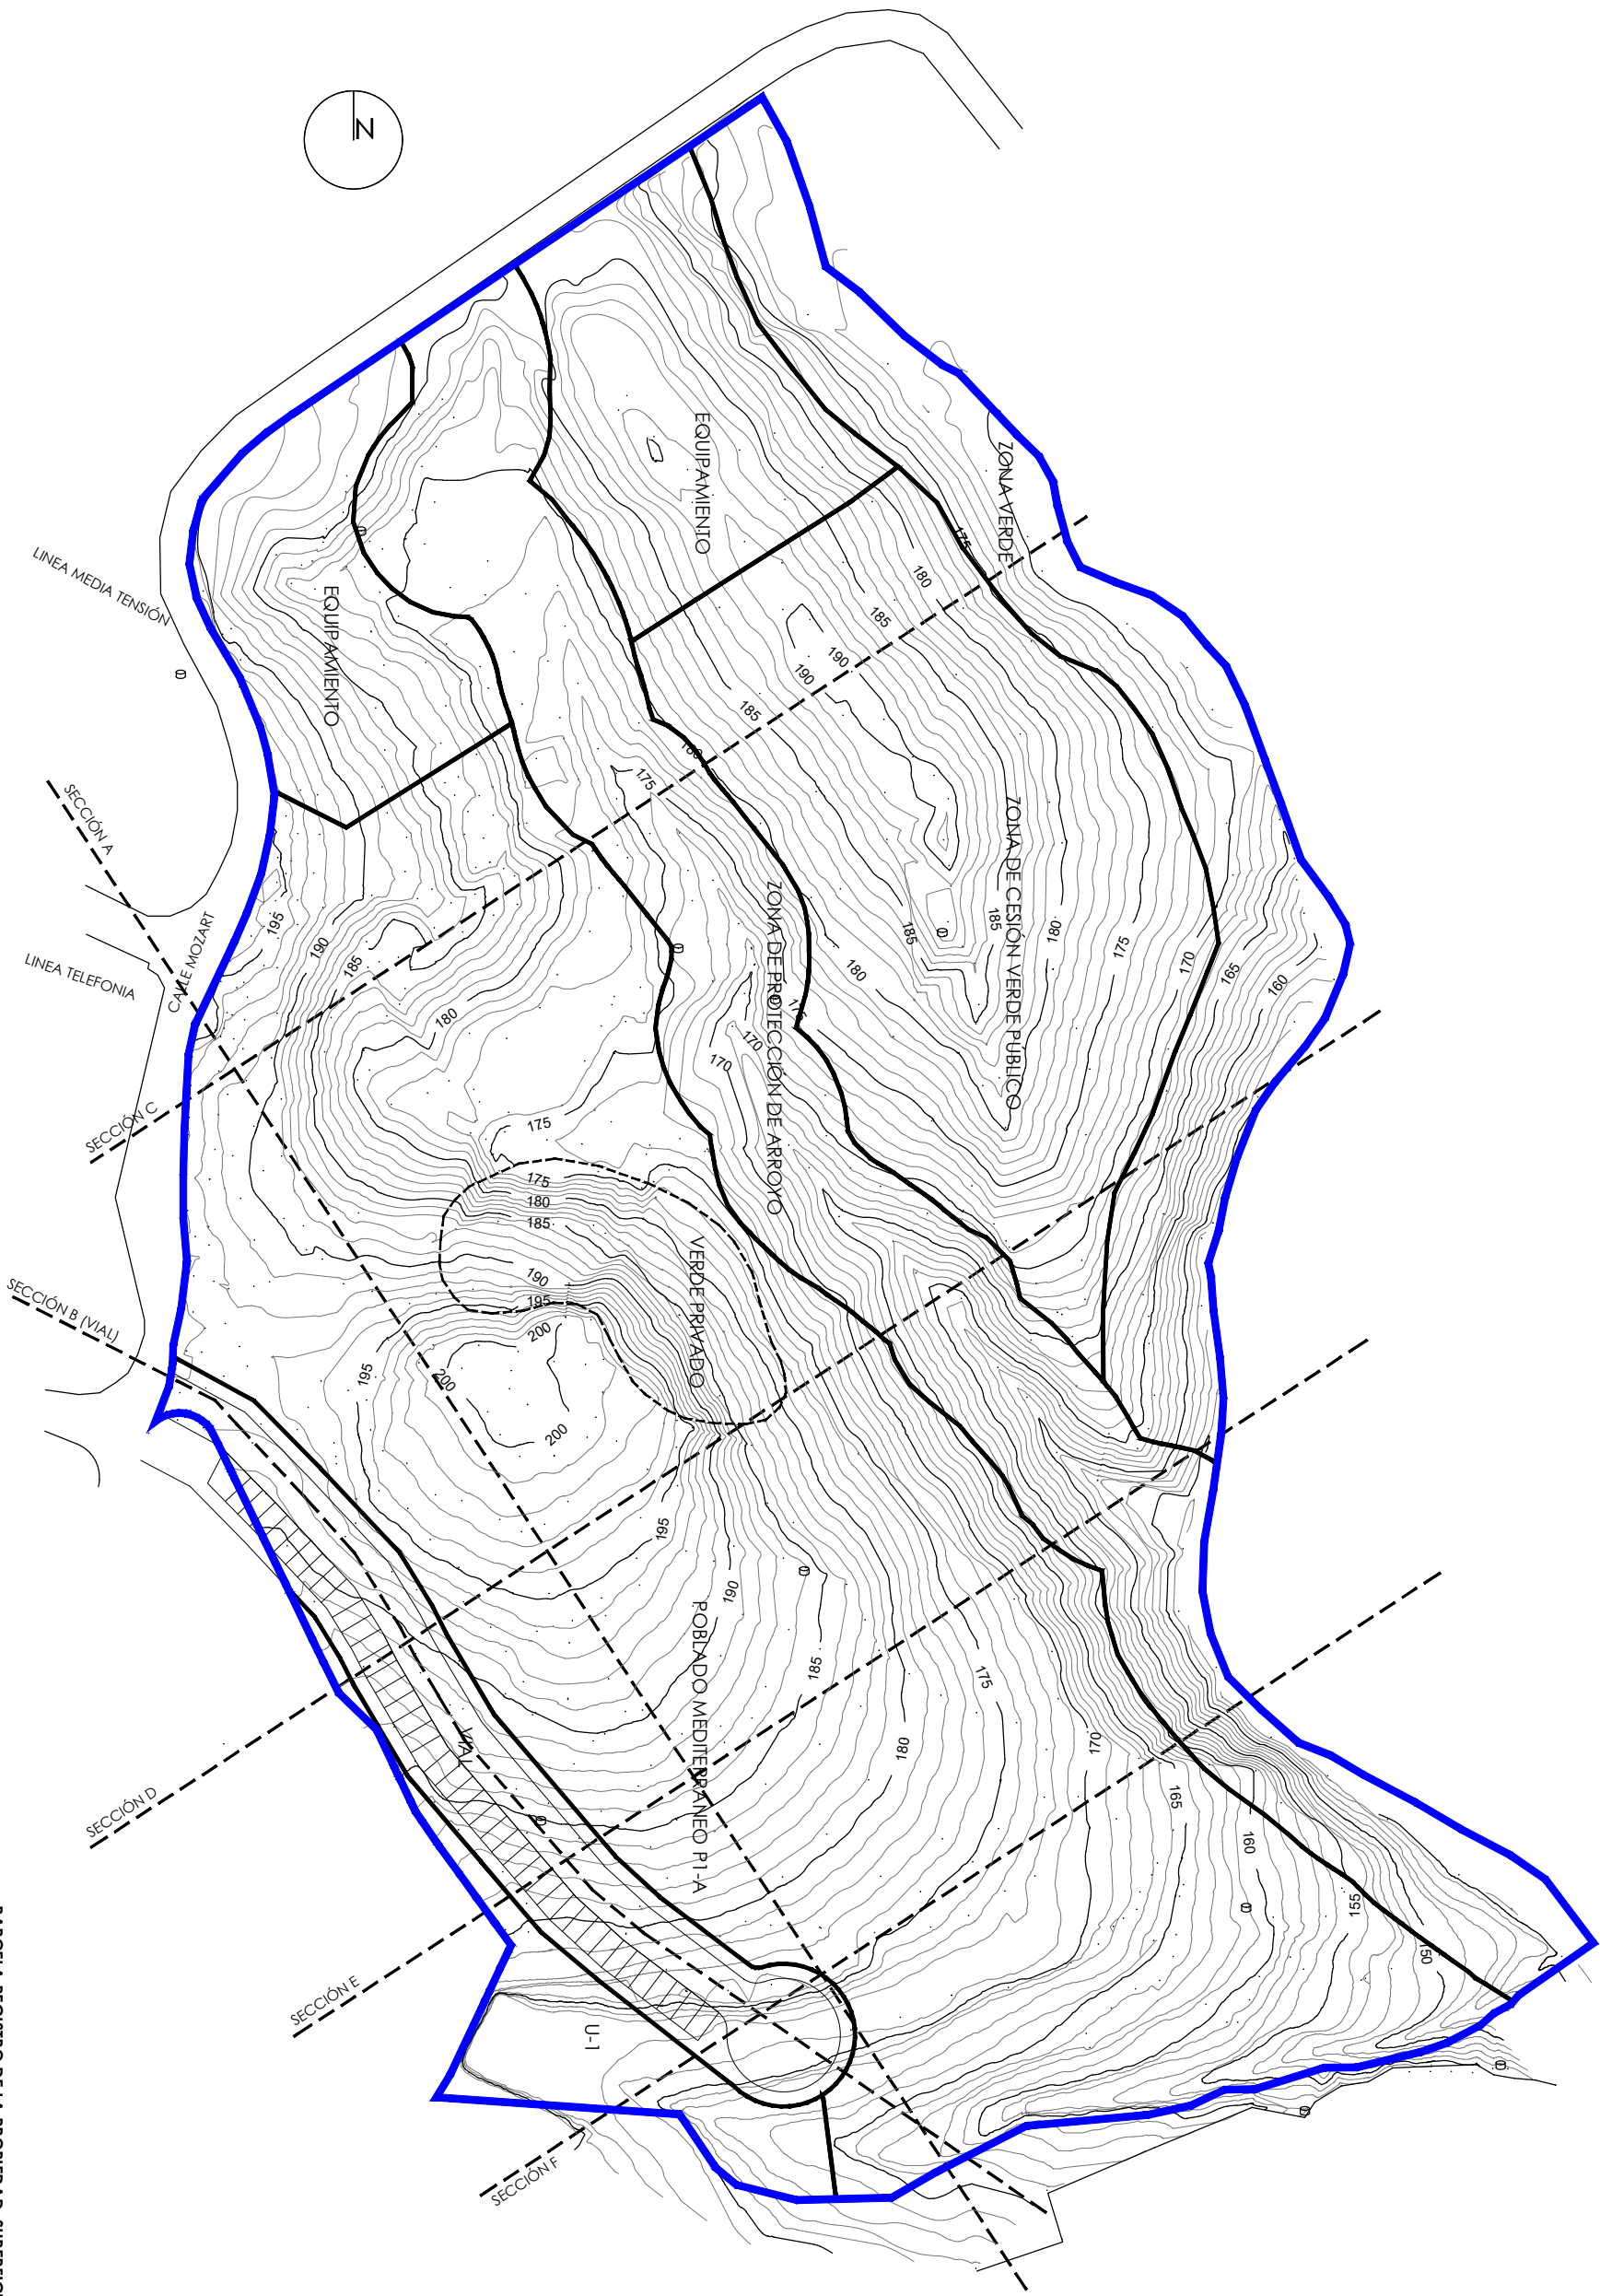 N
LINEA MEDIA TENSIÓN
EQUIPAMIENTO
EQUIPAMIENTO
ZONA VERDE
175
180
185
190
190
185
180
175
SECCIÓN A
CALLE MOZART
LINEA TELEFONIA
195
190
185
180
SECCIÓN C
ZONA DE CESIÓN VERDE PUBLICO
185
185
180
180
175
170
165
160
ZONA DE PROTECCIÓN DE ARROYO
175
170
170
175
175
180
185
190
195
200
200
200
195
VERDE PRIVADO
SECCIÓN B (VIAL)
195
190
185
180
175
170
165
160
155
150
POBLADO MEDITERRANEO P1-A
VIAL
SECCIÓN D
SECCIÓN E
U-1
SECCIÓN F